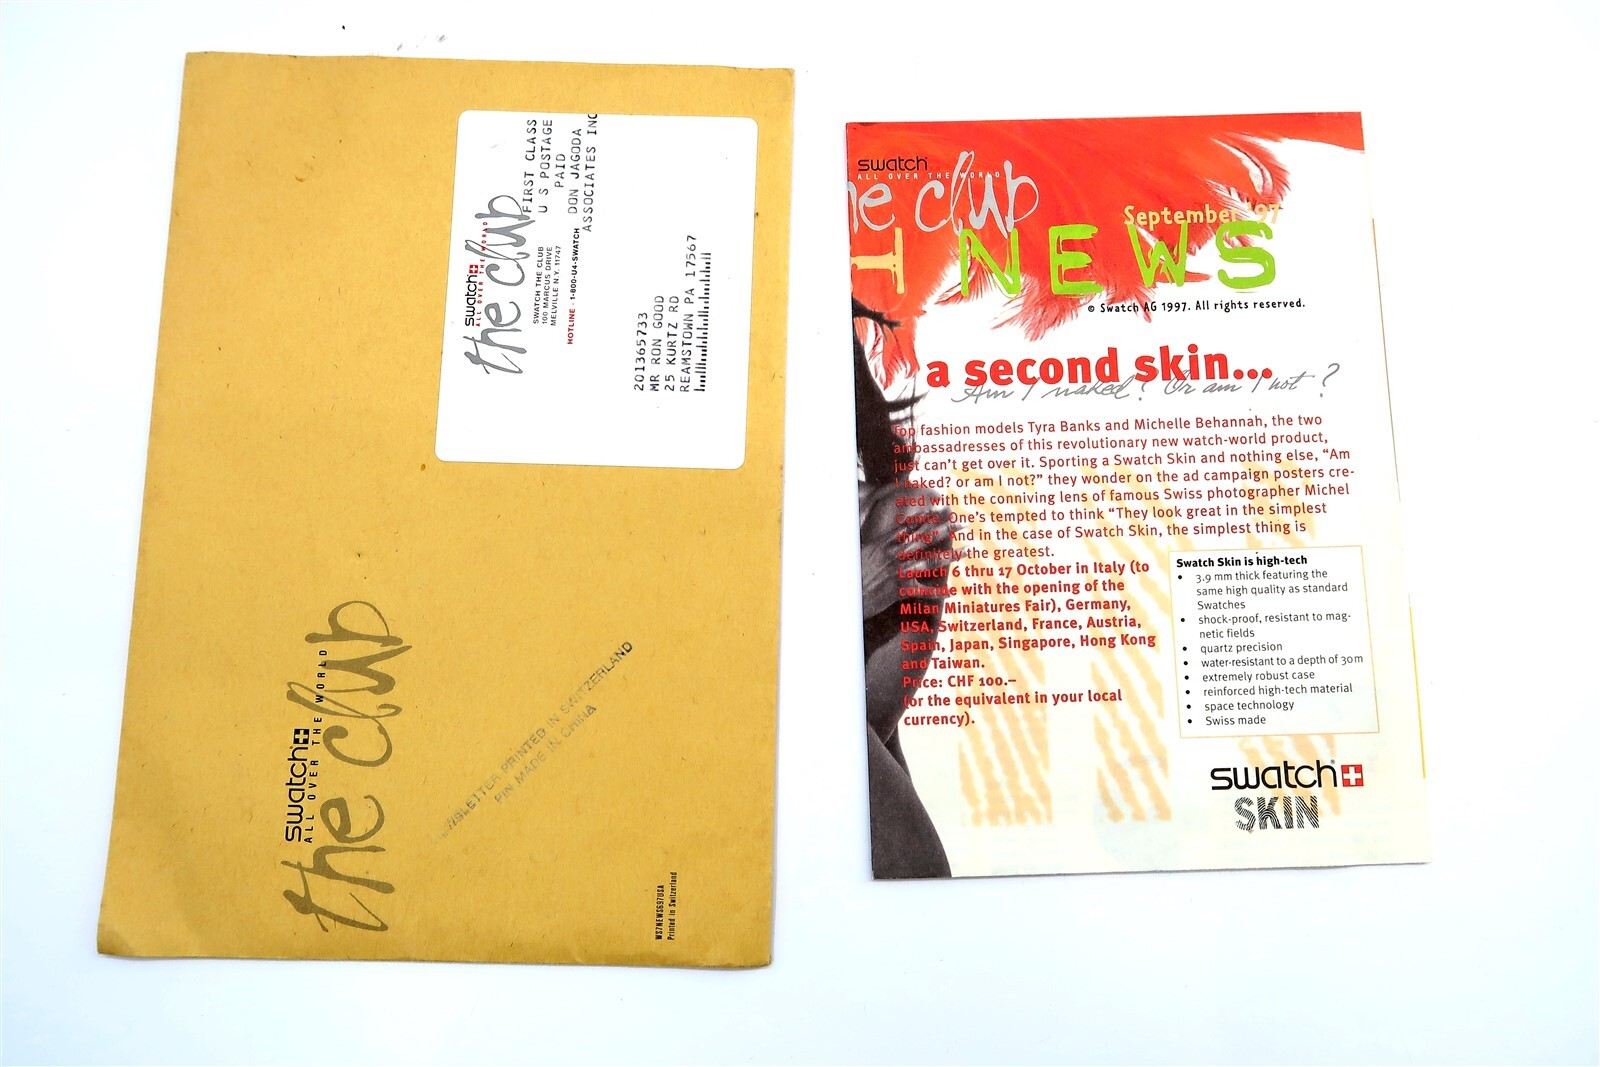 swatch
ALL OVER THE WORLD
the club
FIRST CLASS
U S POSTAGE
PAID
DON JAGODA
ASSOCIATES INC
SWATCH THE CLUB
100 MARCUS DRIVE
MELVILLE N.Y. 11747
HOTLINE · 1-800-U4-SWATCH
201365733
MR RON GOOD
25 KURTZ RD
REAMSTOWN PA 17567
swatch
ALL OVER THE WORLD
the club
NEWSLETTER PRINTED IN SWITZERLAND
PIN MADE IN CHINA
WS7NEWS697USA
Printed in Switzerland
swatch
ALL OVER THE WORLD
he club
September '97
NEWS
© Swatch AG 1997. All rights reserved.
a second skin...
Am I naked? Or am I not?
Top fashion models Tyra Banks and Michelle Behannah, the two
ambassadresses of this revolutionary new watch-world product,
just can't get over it. Sporting a Swatch Skin and nothing else, “Am
I naked? or am I not?” they wonder on the ad campaign posters cre-
ated with the conniving lens of famous Swiss photographer Michel
Comte. One's tempted to think “They look great in the simplest
thing”. And in the case of Swatch Skin, the simplest thing is
definitely the greatest.
Launch 6 thru 17 October in Italy (to
coincide with the opening of the
Milan Miniatures Fair), Germany,
USA, Switzerland, France, Austria,
Spain, Japan, Singapore, Hong Kong
and Taiwan.
Price: CHF 100.–
(or the equivalent in your local
currency).
Swatch Skin is high-tech
• 3.9 mm thick featuring the
same high quality as standard
Swatches
• shock-proof, resistant to mag-
netic fields
• quartz precision
• water-resistant to a depth of 30m
• extremely robust case
• reinforced high-tech material
• space technology
• Swiss made
swatch
SKIN